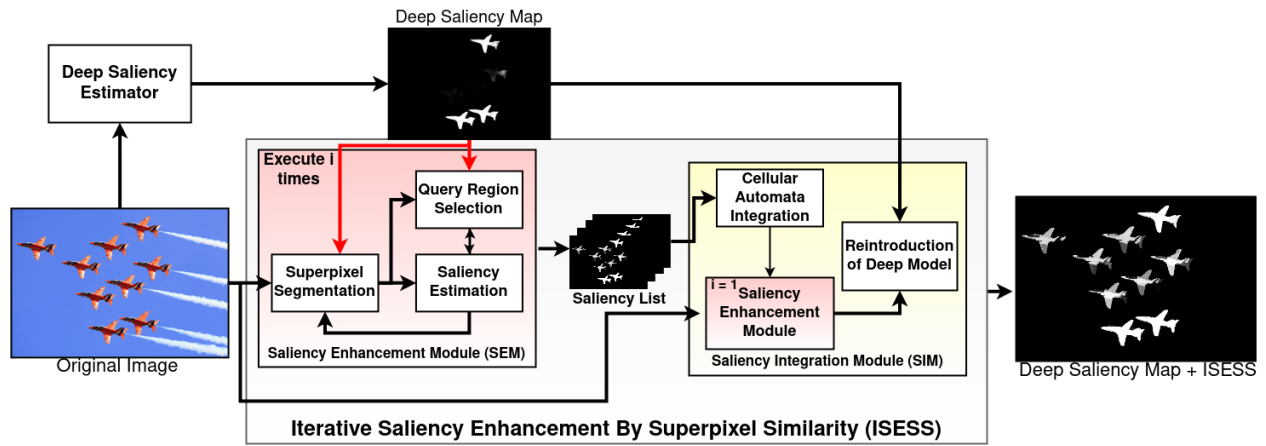 Deep Saliency Map
Deep Saliency
Estimator
Execute i
times
Query Region
Selection
Superpixel
Segmentation
Saliency
Estimation
Saliency Enhancement Module (SEM)
Original Image
Saliency List
Cellular
Automata
Integration
i = 1
Saliency
Enhancement
Module
Reintroduction
of Deep Model
Saliency Integration Module (SIM)
Deep Saliency Map + ISESS
Iterative Saliency Enhancement By Superpixel Similarity (ISESS)